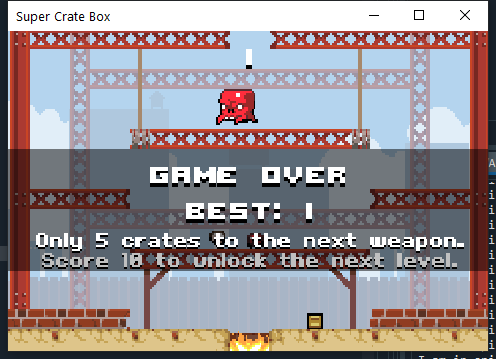 Super Crate Box
1
GAME OVER
BEST: 1
Only 5 crates to the next weapon.
Score 10 to unlock the next level.